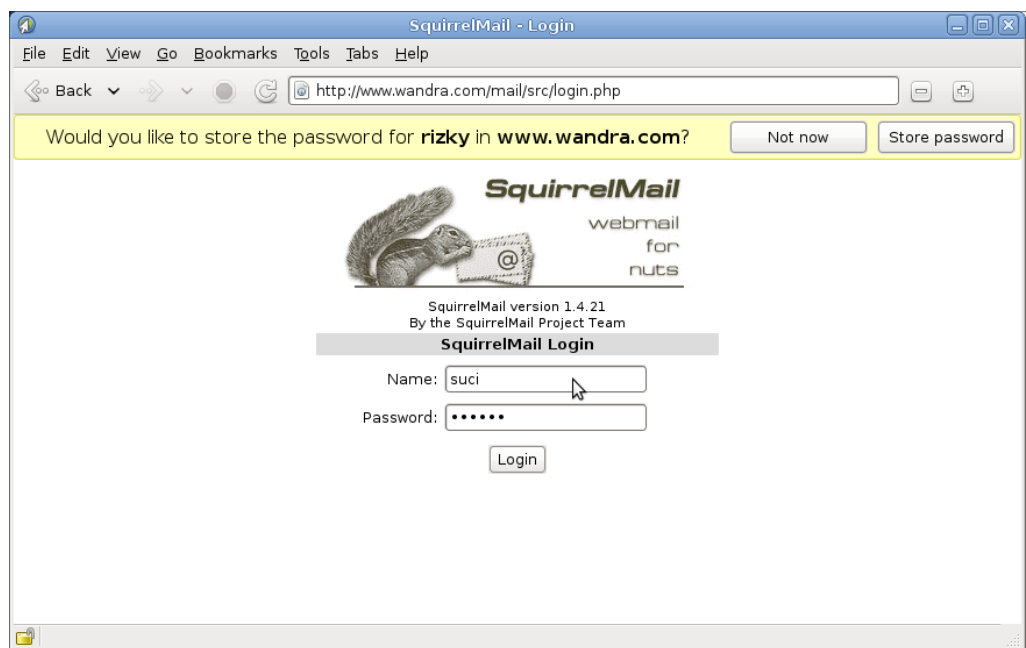 SquirrelMail - Login
File Edit View Go Bookmarks Tools Tabs Help
Back http://www.wandra.com/mail/src/login.php
Would you like to store the password for rizky in www.wandra.com? Not now Store password
SquirrelMail
webmail
for
nuts
@
SquirrelMail version 1.4.21
By the SquirrelMail Project Team
SquirrelMail Login
Name: suci
Password: ••••••
Login